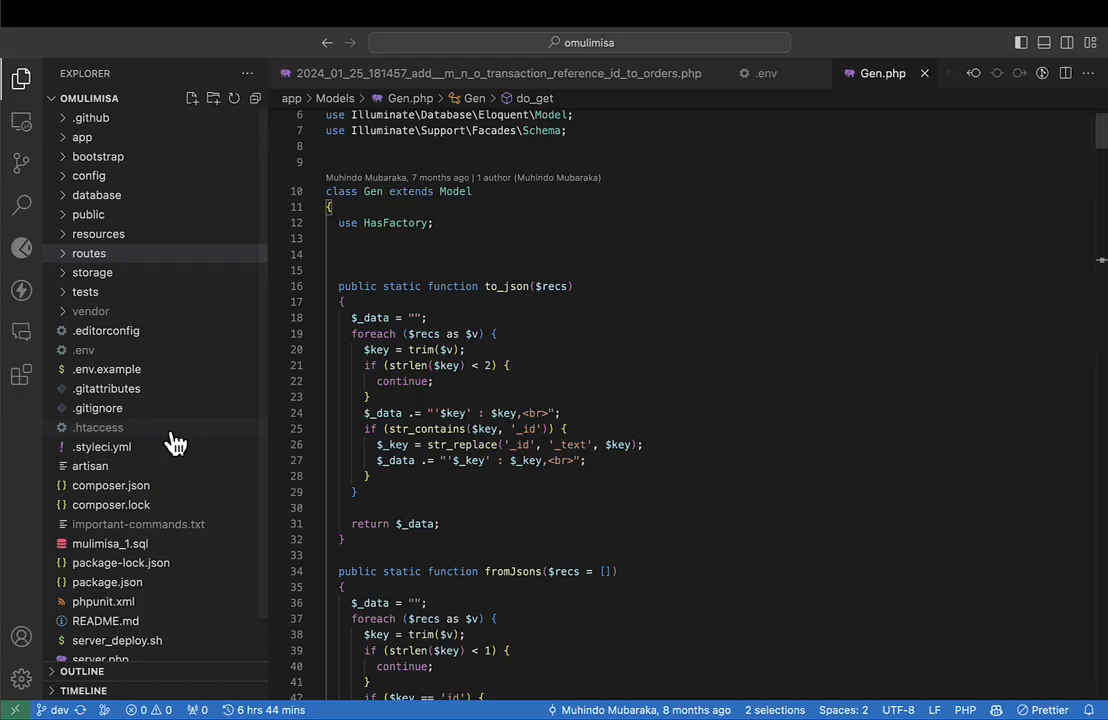 omulimisa
EXPLORER
2024_01_25_181457_add__m_n_o_transaction_reference_id_to_orders.php
.env
Gen.php
OMULIMISA
app > Models > Gen.php > Gen > do_get
.github
app
bootstrap
config
database
public
resources
routes
storage
tests
vendor
.editorconfig
.env
.env.example
.gitattributes
.gitignore
.htaccess
.styleci.yml
artisan
composer.json
composer.lock
important-commands.txt
mulimisa_1.sql
package-lock.json
package.json
phpunit.xml
README.md
server_deploy.sh
server.php
OUTLINE
TIMELINE
6 use Illuminate\Database\Eloquent\Model;
7 use Illuminate\Support\Facades\Schema;
8
9
Muhindo Mubaraka, 7 months ago | 1 author (Muhindo Mubaraka)
10 class Gen extends Model
11 {
12 use HasFactory;
13
14
15
16 public static function to_json($recs)
17 {
18 $_data = "";
19 foreach ($recs as $v) {
20 $key = trim($v);
21 if (strlen($key) < 2) {
22 continue;
23 }
24 $_data .= "'$key' : $key,<br>";
25 if (str_contains($key, '_id')) {
26 $_key = str_replace('_id', '_text', $key);
27 $_data .= "'$_key' : $_key,<br>";
28 }
29 }
30
31 return $_data;
32 }
33
34 public static function fromJsons($recs = [])
35 {
36 $_data = "";
37 foreach ($recs as $v) {
38 $key = trim($v);
39 if (strlen($key) < 1) {
40 continue;
41 }
42 if ($key == 'id') {
dev
0 0
0
6 hrs 44 mins
Muhindo Mubaraka, 8 months ago
2 selections
Spaces: 2
UTF-8
LF
PHP
Prettier